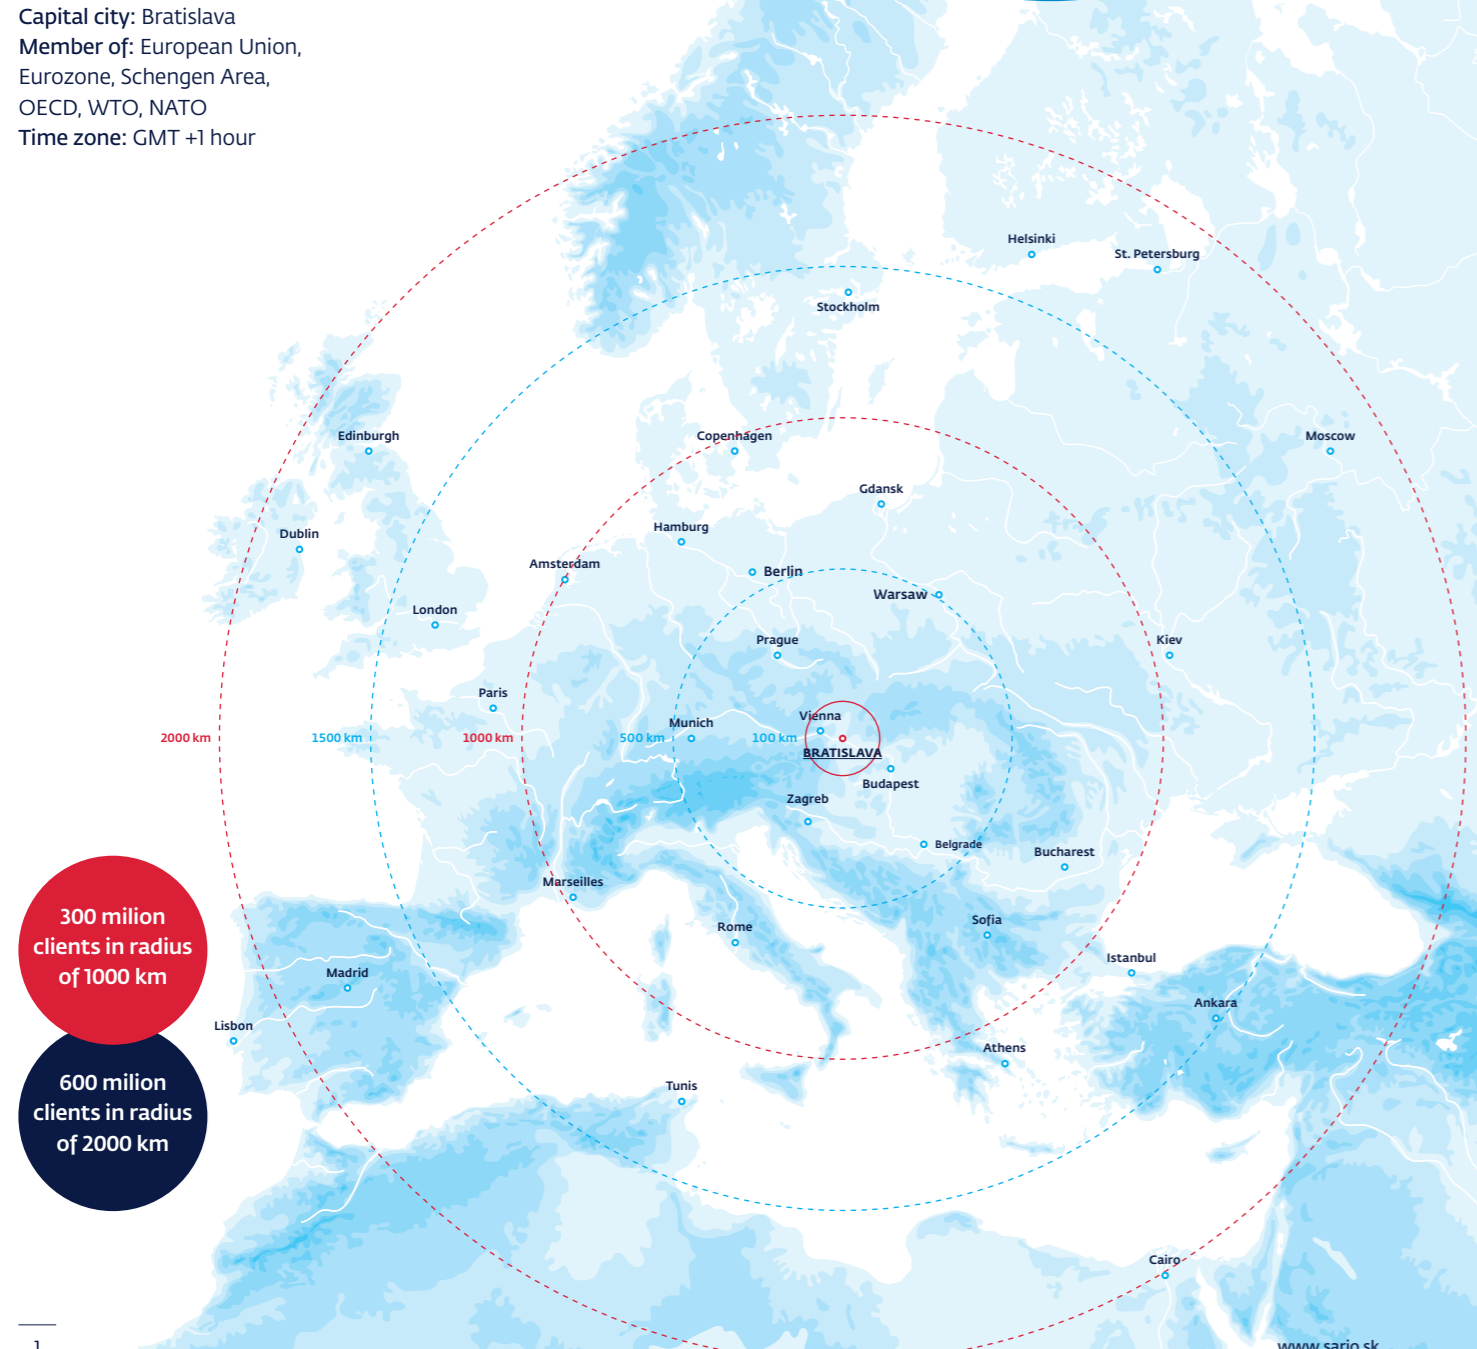 Capital city: Bratislava
Member of: European Union,
Eurozone, Schengen Area,
OECD, WTO, NATO
Time zone: GMT +1 hour
Helsinki
St. Petersburg
Stockholm
Edinburgh
Copenhagen
Moscow
Gdansk
Hamburg
Dublin
Amsterdam
Berlin
Warsaw
London
Prague
Kiev
Paris
Munich
Vienna
2000 km
1500 km
1000 km
500 km
100 km
BRATISLAVA
Budapest
Zagreb
Belgrade
Bucharest
Marseilles
300 milion
clients in radius
of 1000 km
Rome
Sofia
Istanbul
Madrid
Ankara
Lisbon
Athens
600 milion
clients in radius
of 2000 km
Tunis
Cairo
1
www.sario.sk